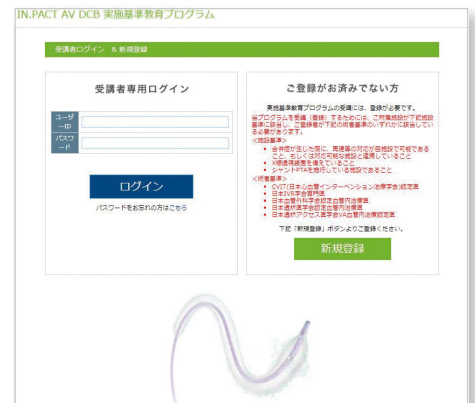 IN.PACT AV DCB 実施基準教育プログラム
受講者ログイン & 新規登録
受講者専用ログイン
ユーザ
ーID
パスワ
ード
ログイン
パスワードをお忘れの方はこちら
ご登録がお済みでない方
実施基準教育プログラムの受講には、登録が必要です。
当プログラムを受講（登録）するためには、ご所属施設が下記施設
基準に該当し、ご登録者が下記の術者基準のいずれかに該当してい
る必要があります。
<施設基準>
• 合併症が生じた際に、再建等の対応が自施設で可能である
こと、もしくは対応可能な施設と連携していること
• X線透視装置を備えていること
• シャントPTAを施行している施設であること
<術者基準>
• CVIT(日本心血管インターベンション治療学会)認定医
• 日本IVR学会専門医
• 日本血管外科学会認定血管内治療医
• 日本透析医学会認定血管内治療医
• 日本透析アクセス医学会VA血管内治療認定医
下記「新規登録」ボタンよりご登録ください。
新規登録